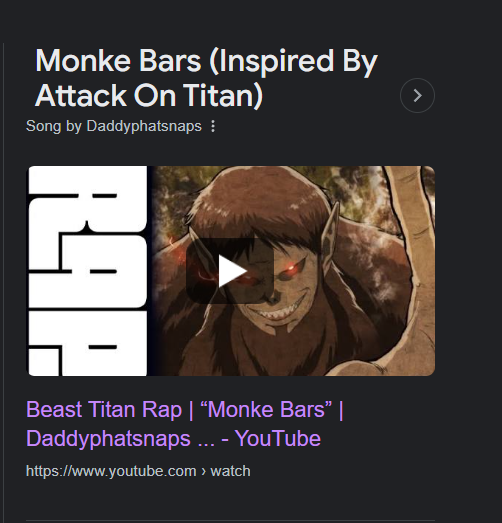 Monke Bars (Inspired By
Attack On Titan)
Song by Daddyphatsnaps
RAP
Beast Titan Rap | “Monke Bars” |
Daddyphatsnaps ... - YouTube
https://www.youtube.com › watch